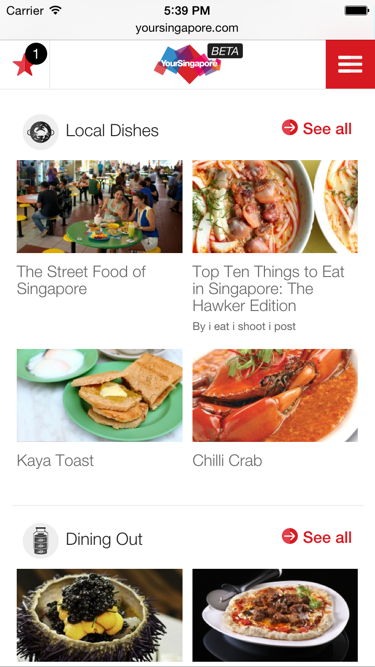 Carrier 5:39 PM
yoursingapore.com
1
YourSingapore
BETA
Local Dishes
See all
The Street Food of
Singapore
Top Ten Things to Eat
in Singapore: The
Hawker Edition
By i eat i shoot i post
Kaya Toast
Chilli Crab
Dining Out
See all